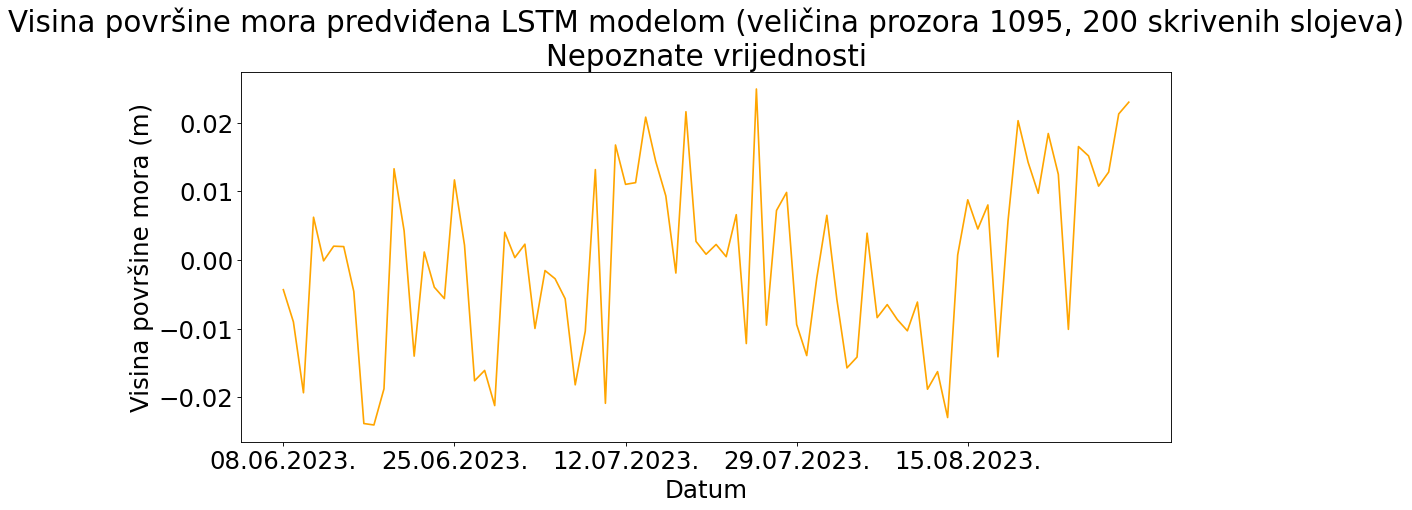 Visina površine mora predviđena LSTM modelom (veličina prozora 1095, 200 skrivenih slojeva)
Nepoznate vrijednosti
Visina površine mora (m)
0.02
0.01
0.00
−0.01
−0.02
08.06.2023. 25.06.2023. 12.07.2023. 29.07.2023. 15.08.2023.
Datum